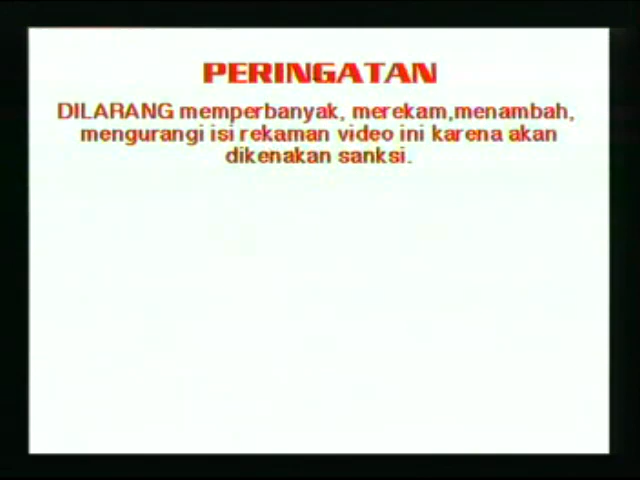 PERINGATAN
DILARANG memperbanyak, merekam,menambah,
mengurangi isi rekaman video ini karena akan
dikenakan sanksi.